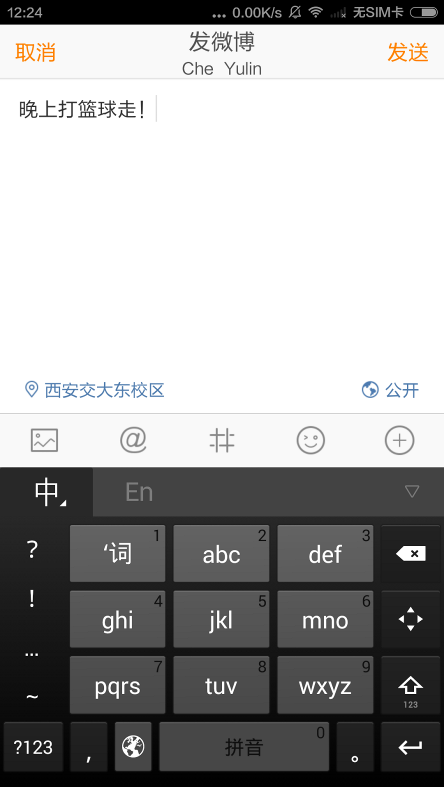 12:24 ... 0.00K/s 无SIM卡
取消 发微博 发送
Che Yulin
晚上打篮球走!
西安交大东校区 公开
@
中 En
? 1 ‘词 2 abc 3 def
! 4 ghi 5 jkl 6 mno
... 7 pqrs 8 tuv 9 wxyz
~ 123
?123 , 0 拼音 。